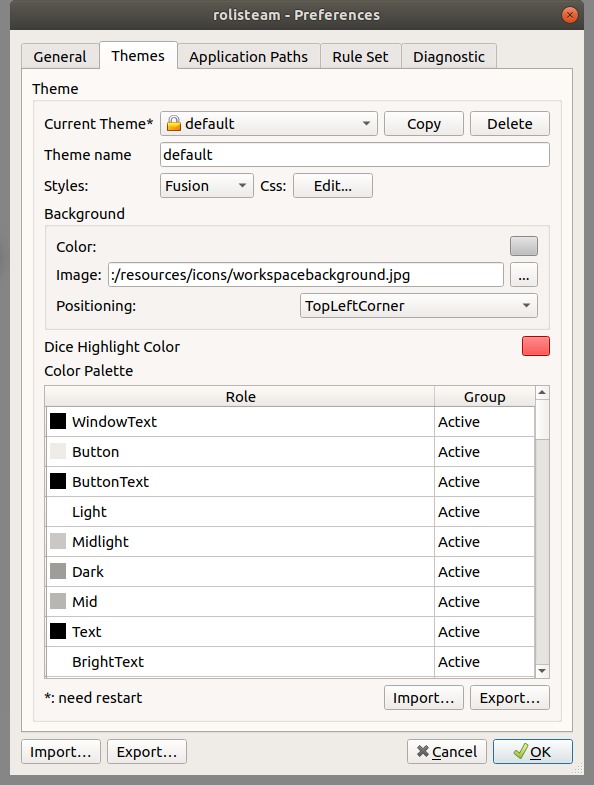 rolisteam - Preferences
General Themes Application Paths Rule Set Diagnostic
Theme
Current Theme* default Copy Delete
Theme name default
Styles: Fusion Css: Edit...
Background
Color:
Image: :/resources/icons/workspacebackground.jpg ...
Positioning: TopLeftCorner
Dice Highlight Color
Color Palette
Role Group
WindowText Active
Button Active
ButtonText Active
Light Active
Midlight Active
Dark Active
Mid Active
Text Active
BrightText Active
*: need restart Import... Export...
Import... Export... Cancel OK